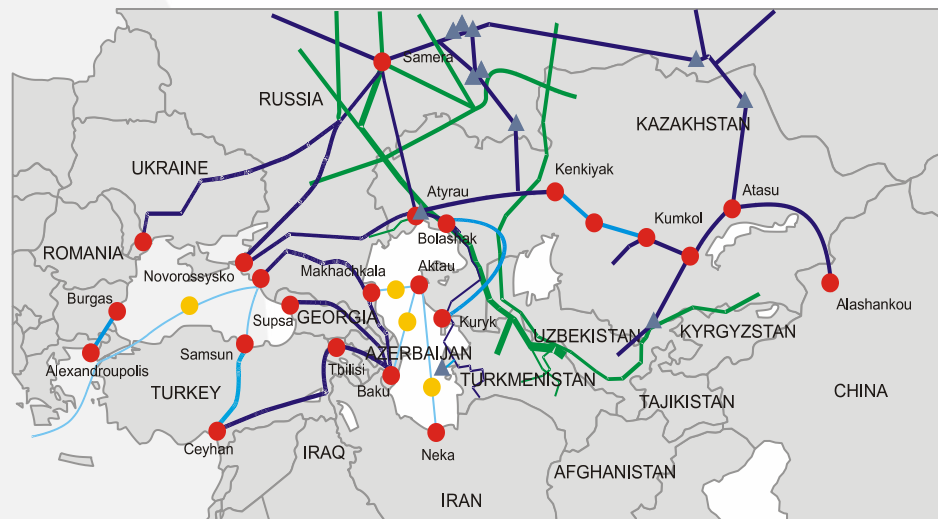 Samera
RUSSIA
KAZAKHSTAN
UKRAINE
Kenkiyak
Atyrau
Atasu
Kumkol
Bolashak
ROMANIA
Novorossysko
Makhachkala
Aktau
Alashankou
Burgas
Supsa
GEORGIA
Kuryk
UZBEKISTAN
KYRGYZSTAN
Samsun
AZERBAIJAN
Alexandroupolis
Tbilisi
TURKMENISTAN
TURKEY
Baku
TAJIKISTAN
CHINA
Ceyhan
IRAQ
Neka
AFGHANISTAN
IRAN